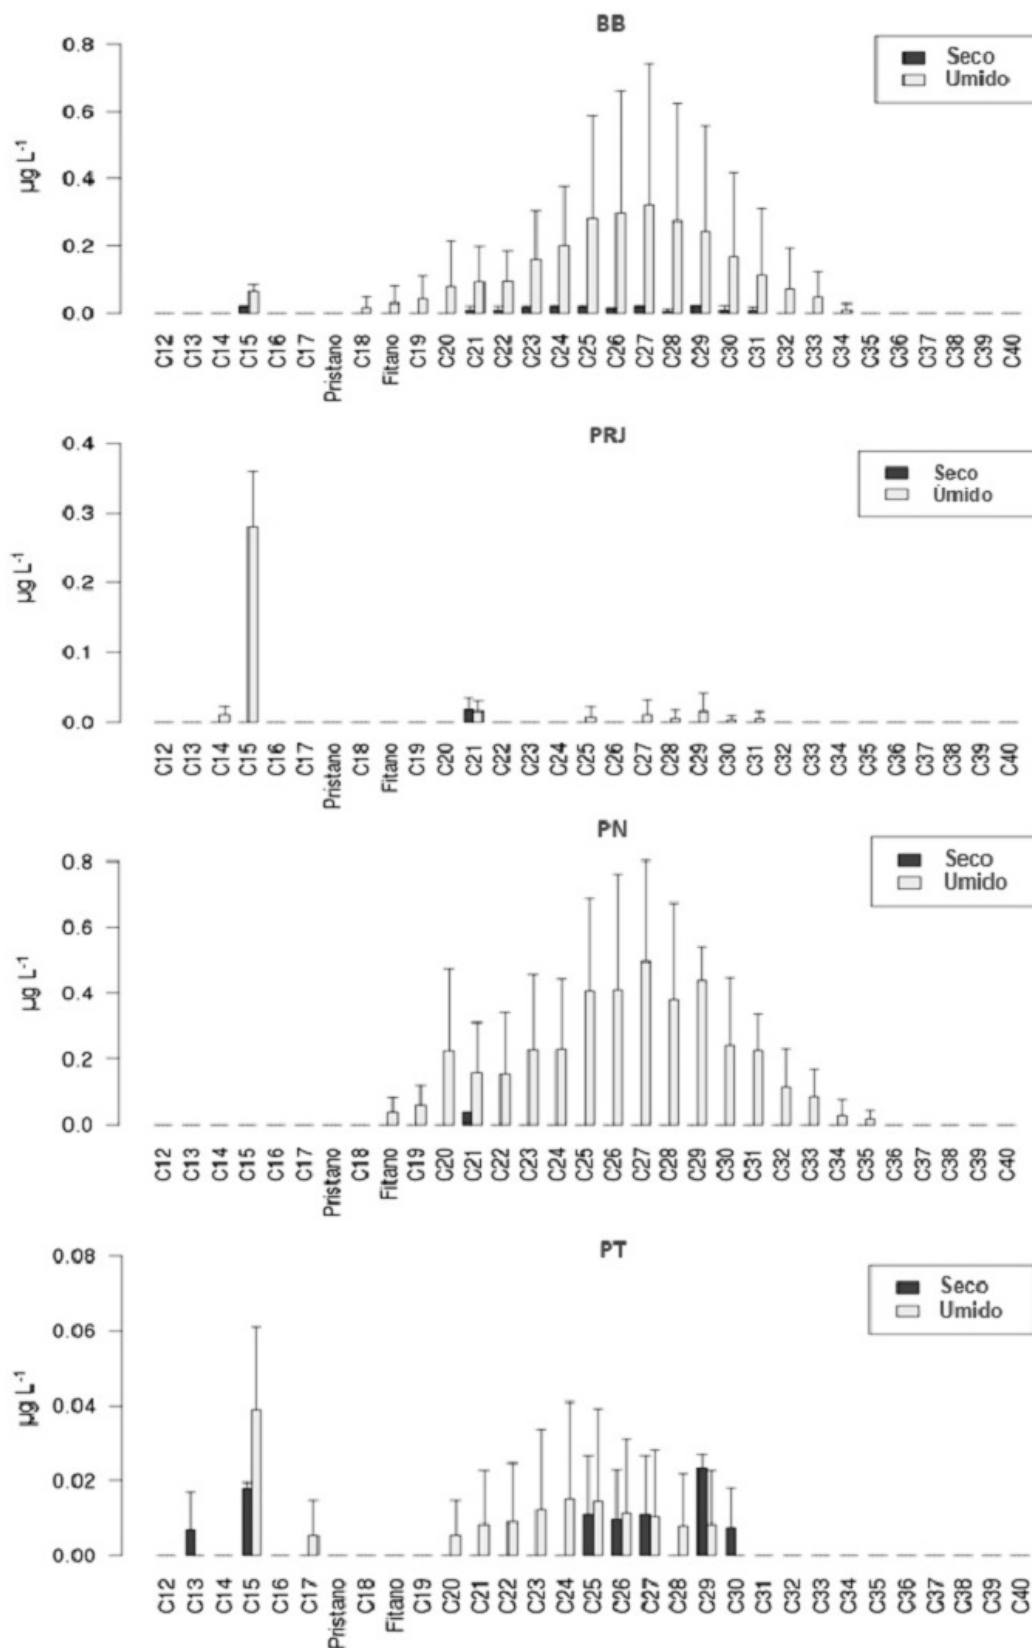 BB
Seco
Umido
0.8
0.6
0.4
0.2
0.0
µg L-1
C12 C13 C14 C15 C16 C17 Pristano C18 Fitano C19 C20 C21 C22 C23 C24 C25 C26 C27 C28 C29 C30 C31 C32 C33 C34 C35 C36 C37 C38 C39 C40
PRJ
Seco
Úmido
0.4
0.3
0.2
0.1
0.0
µg L-1
C12 C13 C14 C15 C16 C17 Pristano C18 Fitano C19 C20 C21 C22 C23 C24 C25 C26 C27 C28 C29 C30 C31 C32 C33 C34 C35 C36 C37 C38 C39 C40
PN
Seco
Umido
0.8
0.6
0.4
0.2
0.0
µg L-1
C12 C13 C14 C15 C16 C17 Pristano C18 Fitano C19 C20 C21 C22 C23 C24 C25 C26 C27 C28 C29 C30 C31 C32 C33 C34 C35 C36 C37 C38 C39 C40
PT
Seco
Umido
0.08
0.06
0.04
0.02
0.00
µg L-1
C12 C13 C14 C15 C16 C17 Pristano C18 Fitano C19 C20 C21 C22 C23 C24 C25 C26 C27 C28 C29 C30 C31 C32 C33 C34 C35 C36 C37 C38 C39 C40